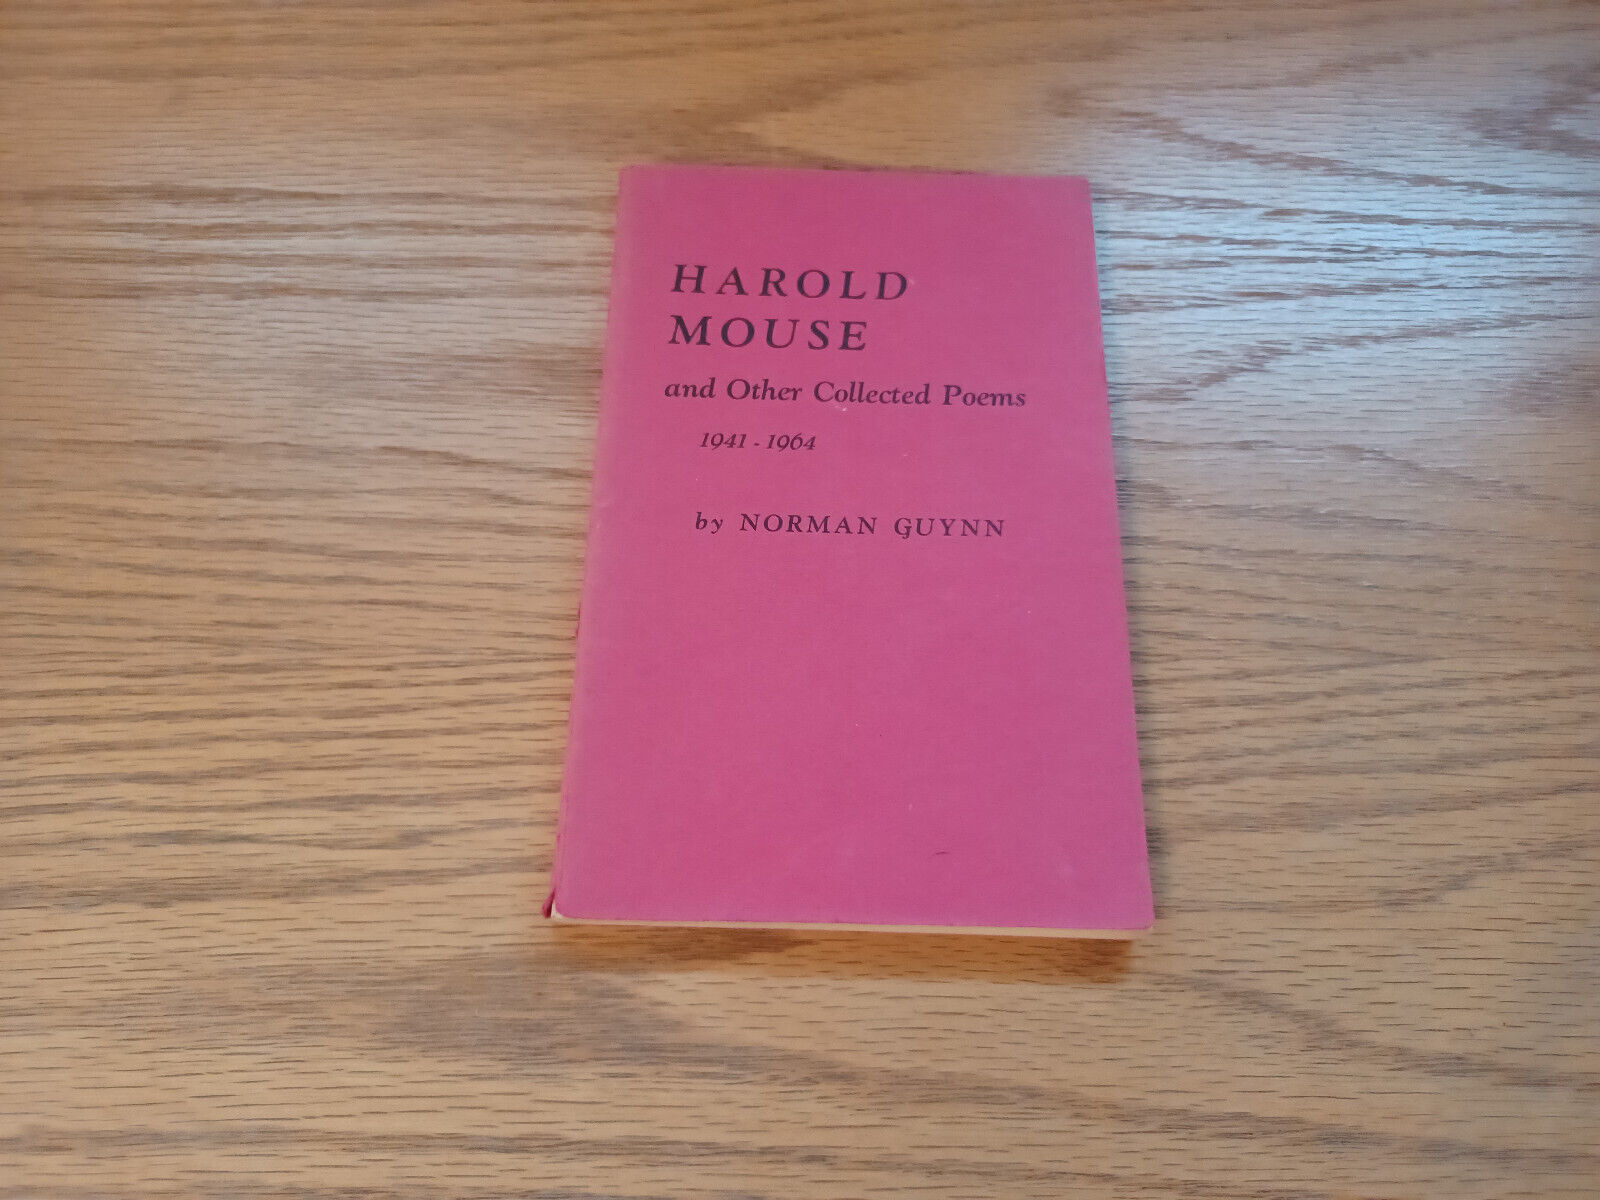 HAROLD
MOUSE
and Other Collected Poems
1941 - 1964
by NORMAN GUYNN